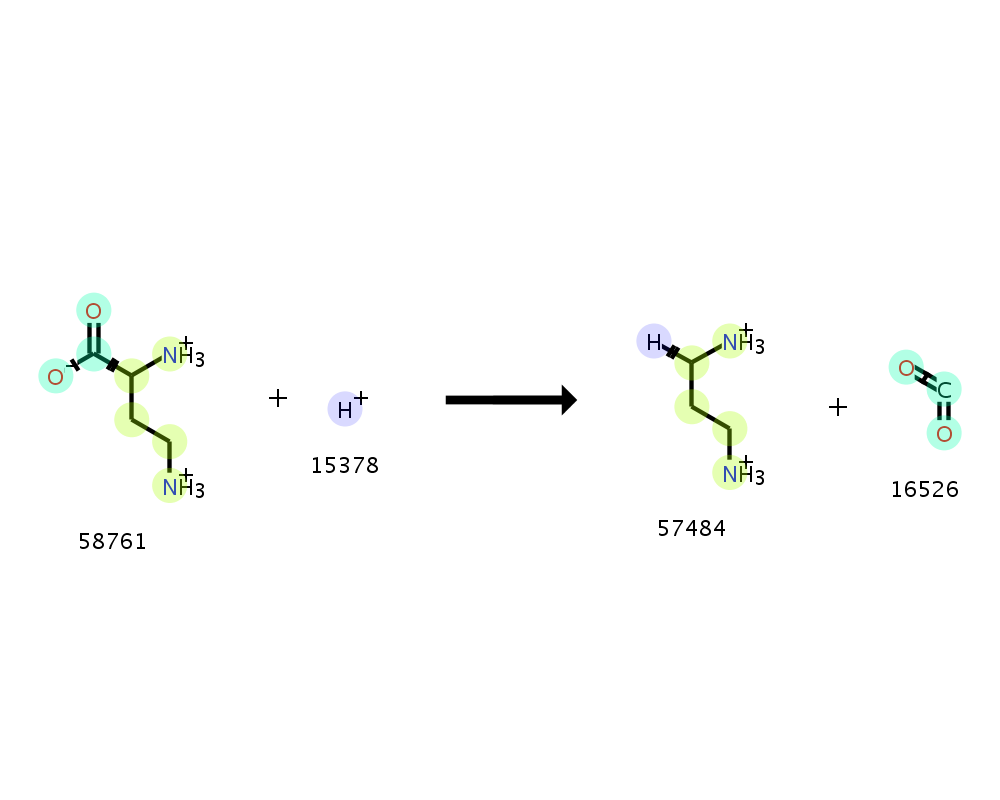 O
O⁻
NH3+
NH3+
58761
+
H+
15378
H
NH3+
NH3+
57484
+
O
C
O
16526